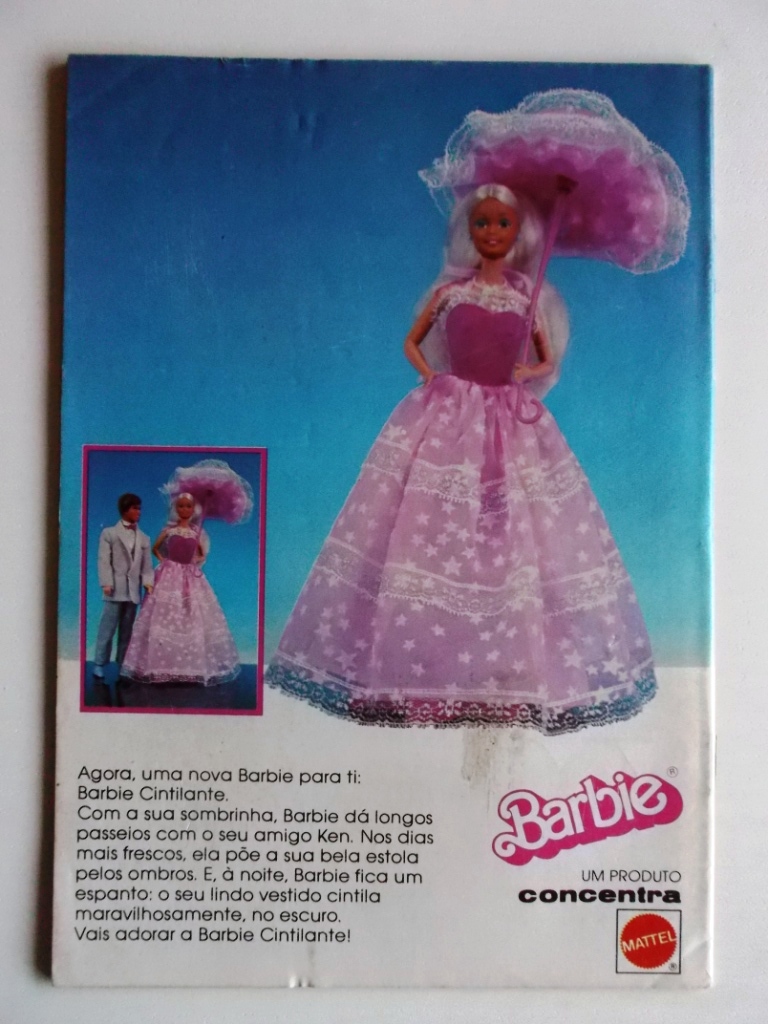 Agora, uma nova Barbie para ti:
Barbie Cintilante.
Com a sua sombrinha, Barbie dá longos
passeios com o seu amigo Ken. Nos dias
mais frescos, ela põe a sua bela estola
pelos ombros. E, à noite, Barbie fica um
espanto: o seu lindo vestido cintila
maravilhosamente, no escuro.
Vais adorar a Barbie Cintilante!
Barbie®
UM PRODUTO
concentra
MATTEL
®